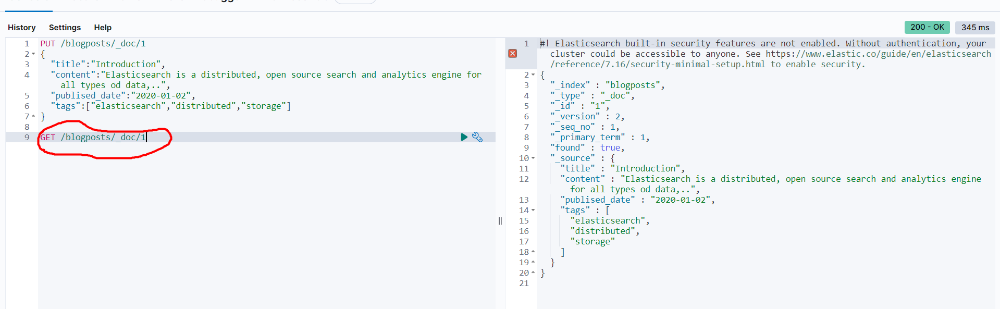 History Settings Help
200 - OK 345 ms
1 PUT /blogposts/_doc/1
2 {
3 "title":"Introduction",
4 "content":"Elasticsearch is a distributed, open source search and analytics engine for
all types od data,..",
5 "publised_date":"2020-01-02",
6 "tags":["elasticsearch","distributed","storage"]
7 }
8
9 GET /blogposts/_doc/1
1 #! Elasticsearch built-in security features are not enabled. Without authentication, your
cluster could be accessible to anyone. See https://www.elastic.co/guide/en/elasticsearch
/reference/7.16/security-minimal-setup.html to enable security.
2 {
3 "_index" : "blogposts",
4 "_type" : "_doc",
5 "_id" : "1",
6 "_version" : 2,
7 "_seq_no" : 1,
8 "_primary_term" : 1,
9 "found" : true,
10 "_source" : {
11 "title" : "Introduction",
12 "content" : "Elasticsearch is a distributed, open source search and analytics engine
for all types od data,..",
13 "publised_date" : "2020-01-02",
14 "tags" : [
15 "elasticsearch",
16 "distributed",
17 "storage"
18 ]
19 }
20 }
21